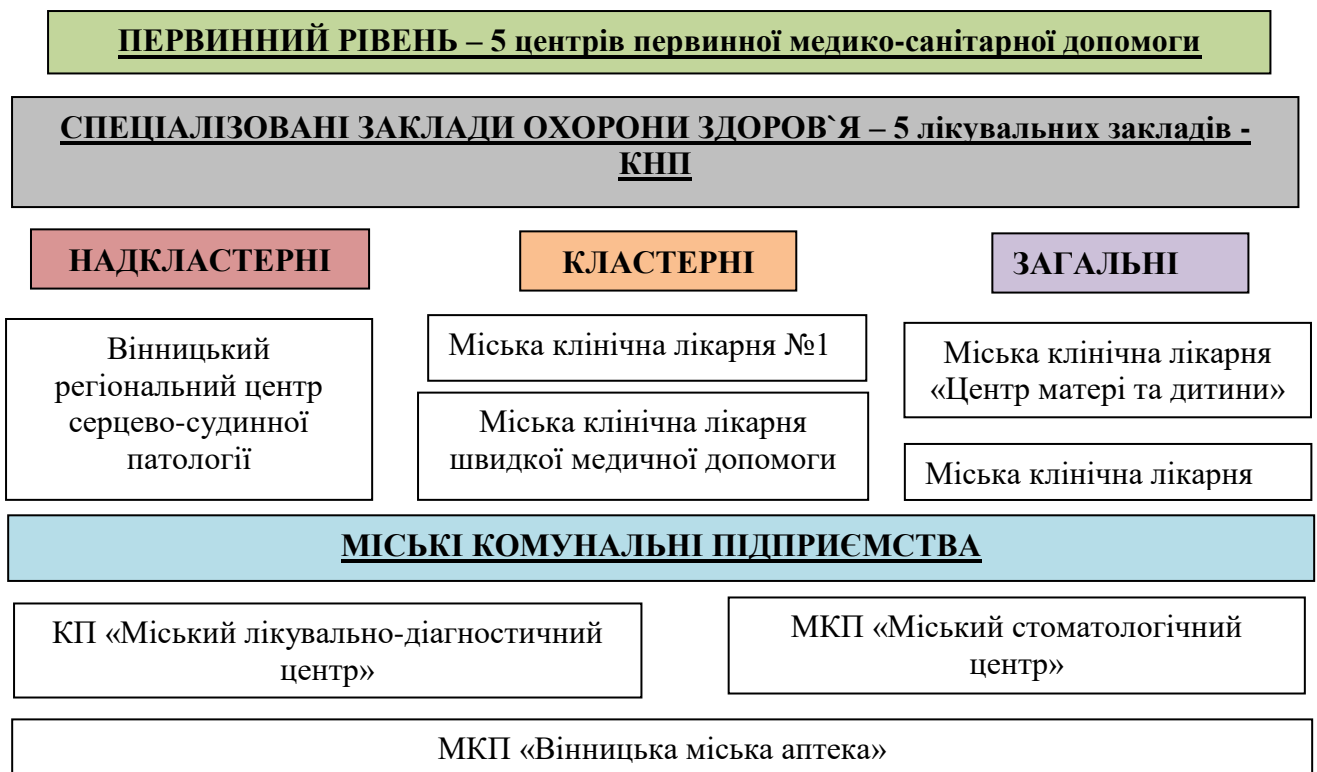 ПЕРВИННИЙ РІВЕНЬ – 5 центрів первинної медико-санітарної допомоги
СПЕЦІАЛІЗОВАНІ ЗАКЛАДИ ОХОРОНИ ЗДОРОВ`Я – 5 лікувальних закладів -
КНП
НАДКЛАСТЕРНІ
КЛАСТЕРНІ
ЗАГАЛЬНІ
Вінницький
регіональний центр
серцево-судинної
патології
Міська клінічна лікарня №1
Міська клінічна лікарня
швидкої медичної допомоги
Міська клінічна лікарня
«Центр матері та дитини»
Міська клінічна лікарня
МІСЬКІ КОМУНАЛЬНІ ПІДПРИЄМСТВА
КП «Міський лікувально-діагностичний
центр»
МКП «Міський стоматологічний
центр»
МКП «Вінницька міська аптека»